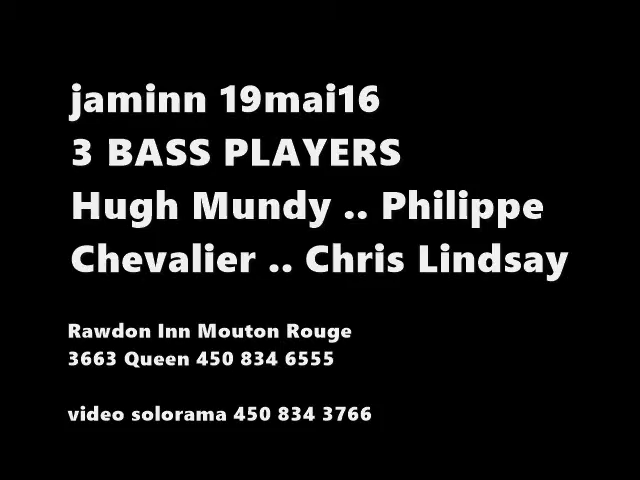 jaminn 19mai16
3 BASS PLAYERS
Hugh Mundy .. Philippe
Chevalier .. Chris Lindsay
Rawdon Inn Mouton Rouge
3663 Queen 450 834 6555
video solorama 450 834 3766